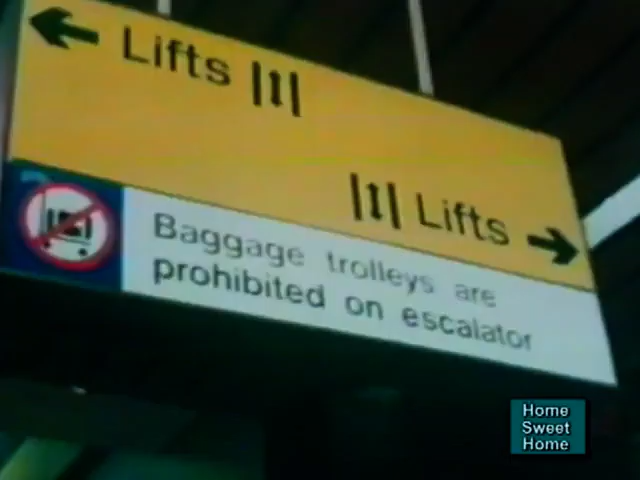 Lifts
Lifts
Baggage trolleys are
prohibited on escalator
Home
Sweet
Home